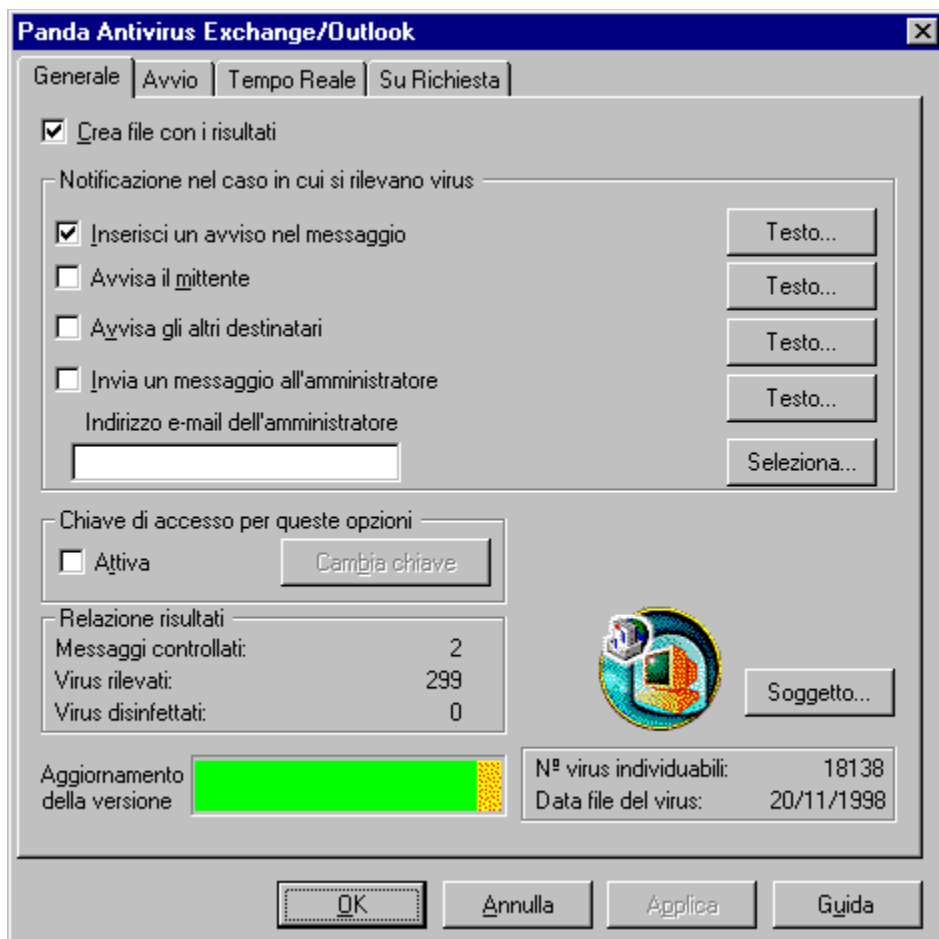 Panda Antivirus Exchange/Outlook
Generale Avvio Tempo Reale Su Richiesta
Crea file con i risultati
Notificazione nel caso in cui si rilevano virus
Inserisci un avviso nel messaggio Testo...
Avvisa il mittente Testo...
Avvisa gli altri destinatari Testo...
Invia un messaggio all'amministratore Testo...
Indirizzo e-mail dell'amministratore
Seleziona...
Chiave di accesso per queste opzioni
Attiva Cambia chiave
Relazione risultati
Messaggi controllati: 2
Virus rilevati: 299
Virus disinfettati: 0
Soggetto...
Aggiornamento
della versione
Nº virus individuabili: 18138
Data file del virus: 20/11/1998
OK Annulla Applica Guida